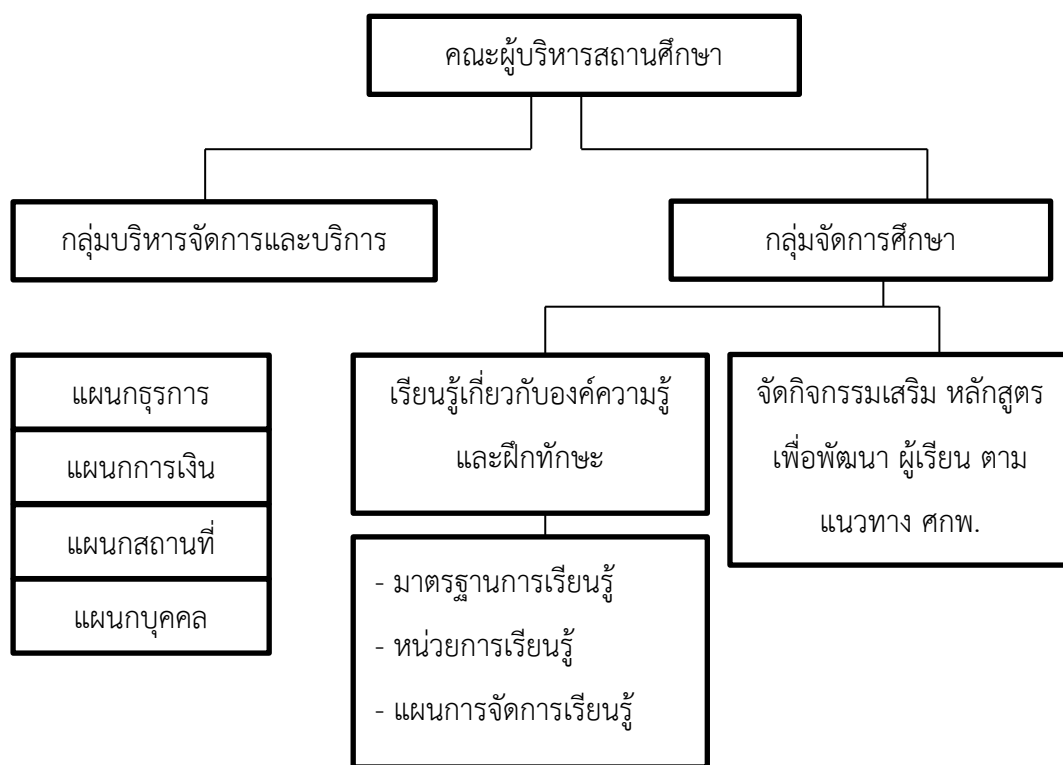 คณะผู้บริหารสถานศึกษา
กลุ่มบริหารจัดการและบริการ
กลุ่มจัดการศึกษา
แผนกธุรการ
แผนกการเงิน
แผนกสถานที่
แผนกบุคคล
เรียนรู้เกี่ยวกับองค์ความรู้
และฝึกทักษะ
- มาตรฐานการเรียนรู้
- หน่วยการเรียนรู้
- แผนการจัดการเรียนรู้
จัดกิจกรรมเสริม หลักสูตร
เพื่อพัฒนา ผู้เรียน ตาม
แนวทาง ศกพ.